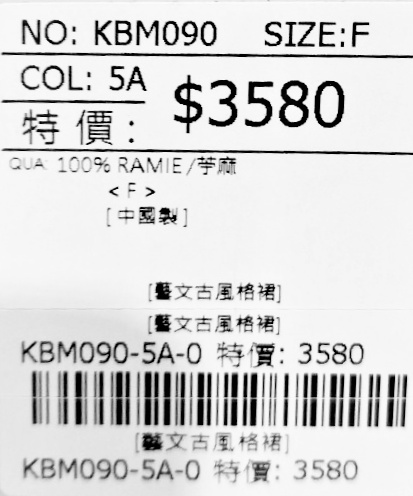 NO: KBM090 SIZE:F
COL: 5A
$3580
特 價 :
QUA: 100% RAMIE/苧麻
< F >
[中國製]
[藝文古風格裙]
[藝文古風格裙]
KBM090-5A-0 特價: 3580
[藝文古風格裙]
KBM090-5A-0 特價: 3580